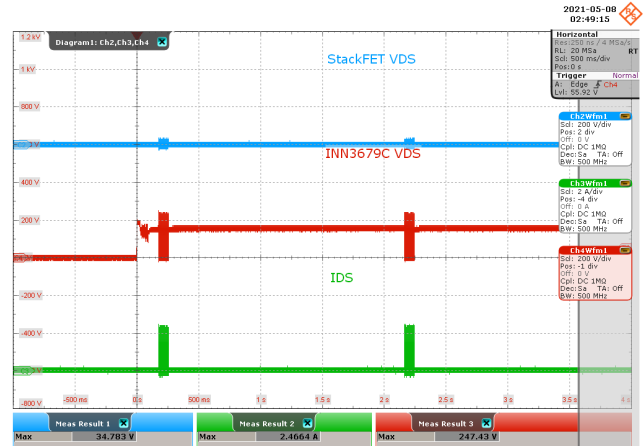 2021-05-08
02:49:15
Horizontal
Res:250 ns / 4 MSa/s
RL: 20 MSa
RT
Scl: 500 ms/div
Pos:0 s
Trigger Normal
A: Edge Ch4
Lvl: 55.92 V
1.2 kV
Diagram1: Ch2,Ch3,Ch4
StackFET VDS
1 kV
800 V
INN3679C VDS
400 V
200 V
IDS
-200 V
-400 V
-800 V
-500 ms
500 ms
1 s
1.5 s
2 s
2.5 s
3 s
3.5 s
4 s
Ch2Wfm1
Scl: 200 V/div
Pos: 2 div
Off: 0 V
Cpl: DC 1MΩ
Dec:Sa TA: Off
BW: 500 MHz
Ch3Wfm1
Scl: 2 A/div
Pos: -4 div
Off: 0 A
Cpl: DC 1MΩ
Dec:Sa TA: Off
BW: 500 MHz
Ch4Wfm1
Scl: 200 V/div
Pos: -1 div
Off: 0 V
Cpl: DC 1MΩ
Dec:Sa TA: Off
BW: 500 MHz
Meas Result 1
Max 34.783 V
Meas Result 2
Max 2.4664 A
Meas Result 3
Max 247.43 V